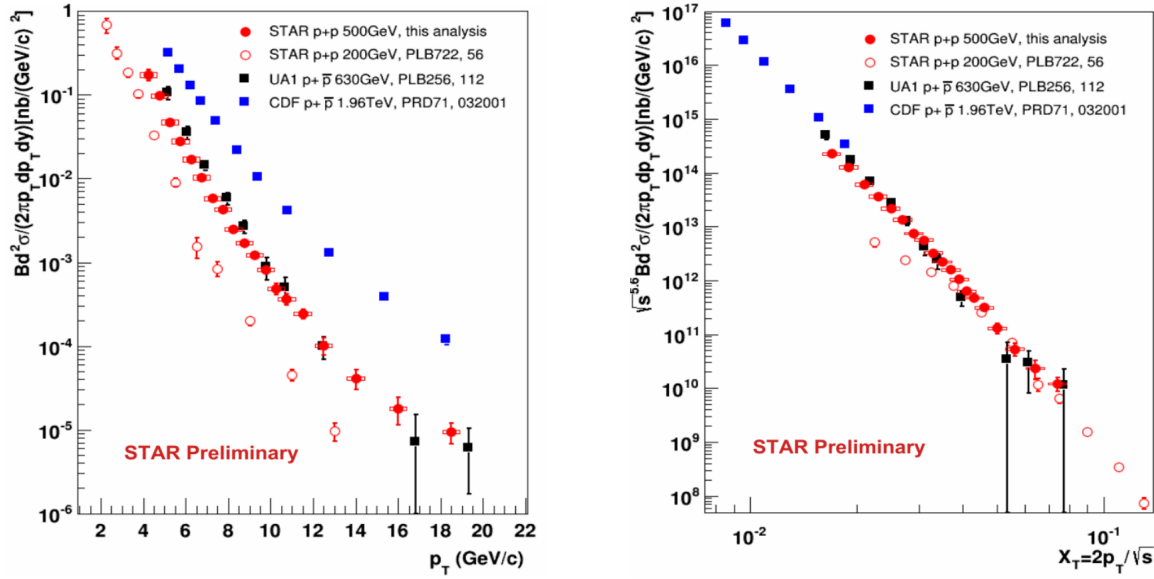 Bd²σ/(2πp_T dp_T dy)[nb/(GeV/c)²]
1
10⁻¹
10⁻²
10⁻³
10⁻⁴
10⁻⁵
10⁻⁶
STAR p+p 500GeV, this analysis
STAR p+p 200GeV, PLB722, 56
UA1 p+p̅ 630GeV, PLB256, 112
CDF p+p̅ 1.96TeV, PRD71, 032001
STAR Preliminary
2 4 6 8 10 12 14 16 18 20 22
p_T (GeV/c)
√s^5.6 Bd²σ/(2πp_T dp_T dy)[nb/(GeV/c)²]
10¹⁷
10¹⁶
10¹⁵
10¹⁴
10¹³
10¹²
10¹¹
10¹⁰
10⁹
10⁸
STAR p+p 500GeV, this analysis
STAR p+p 200GeV, PLB722, 56
UA1 p+p̅ 630GeV, PLB256, 112
CDF p+p̅ 1.96TeV, PRD71, 032001
STAR Preliminary
10⁻² 10⁻¹
X_T=2p_T/√s